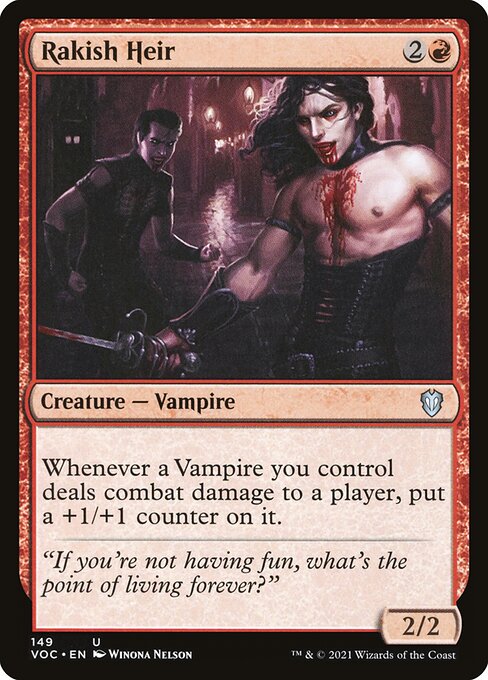 Rakish Heir 2
Creature — Vampire
Whenever a Vampire you control
deals combat damage to a player, put
a +1/+1 counter on it.
“If you’re not having fun, what’s the
point of living forever?”
2/2
149 U
VOC • EN Winona Nelson ™ & © 2021 Wizards of the Coast